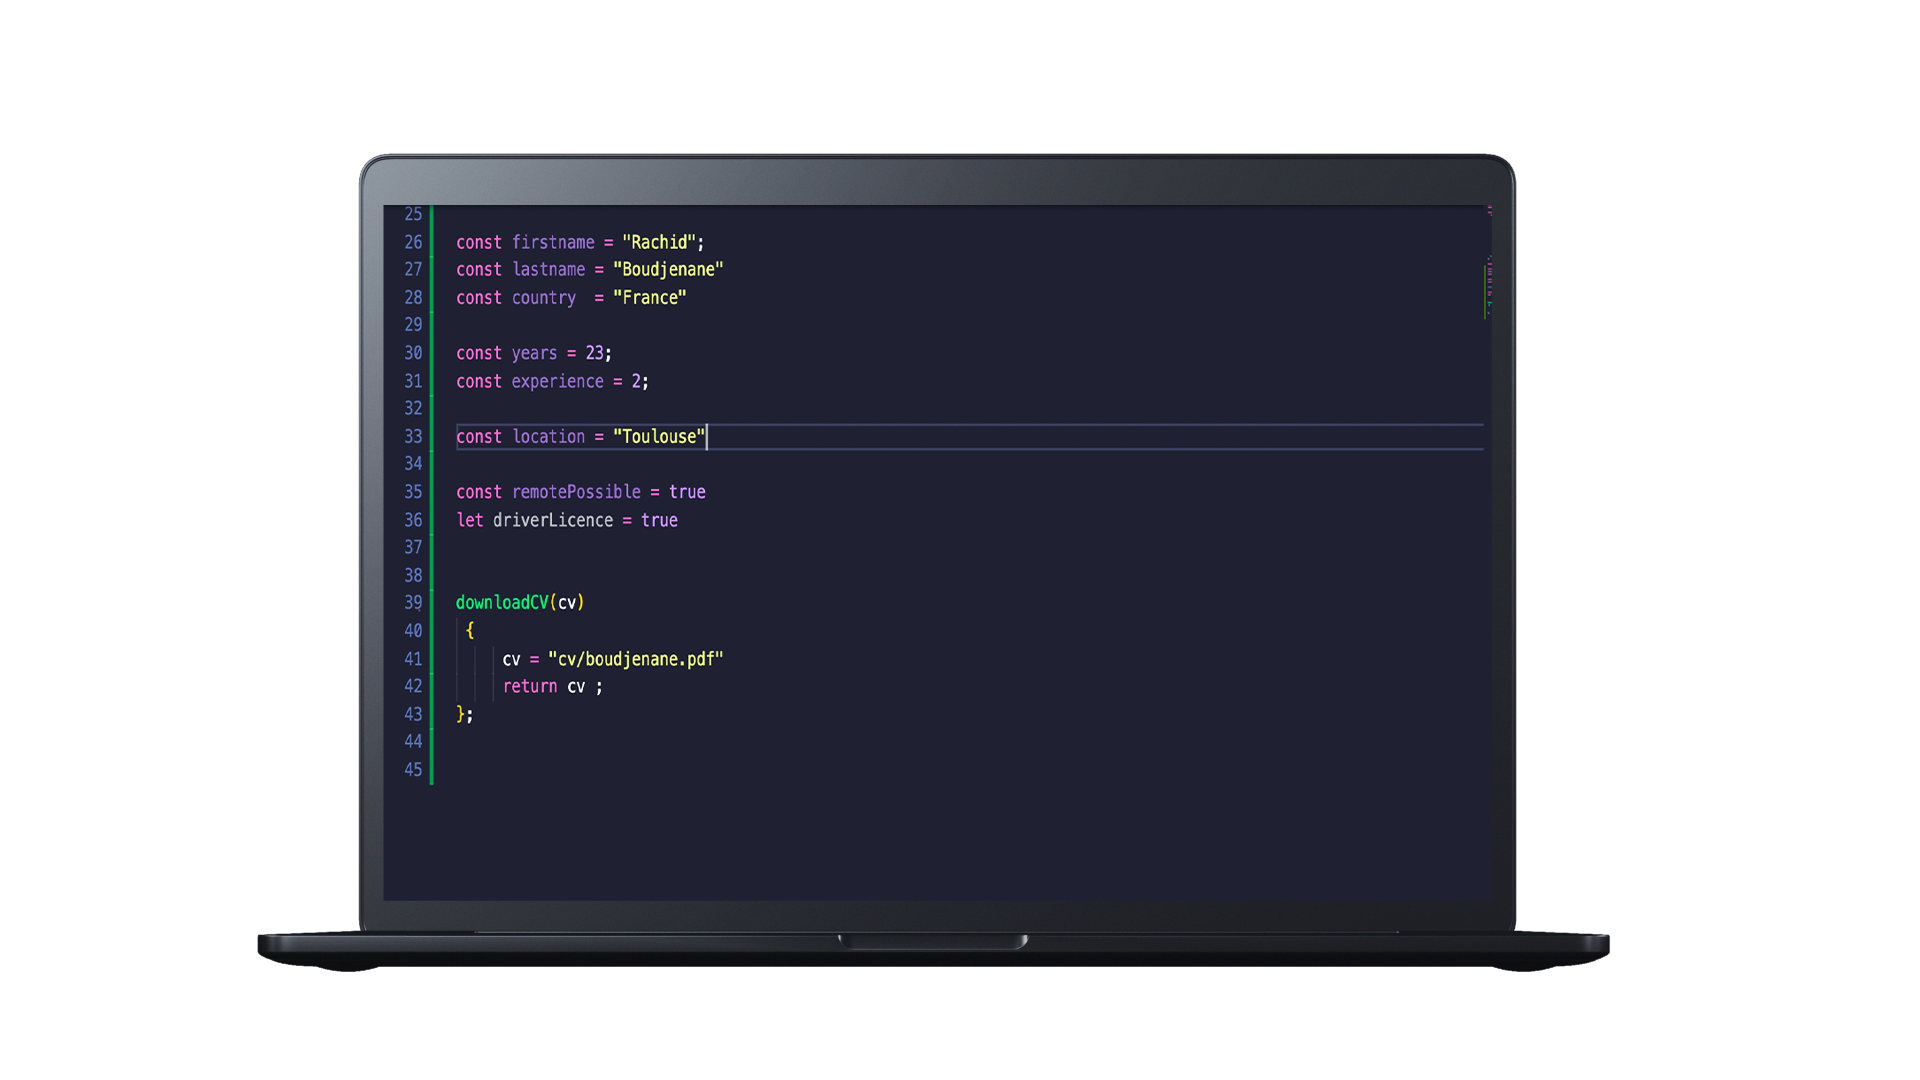 25
26 const firstname = "Rachid";
27 const lastname = "Boudjenane"
28 const country  = "France"
29
30 const years = 23;
31 const experience = 2;
32
33 const location = "Toulouse"
34
35 const remotePossible = true
36 let driverLicence = true
37
38
39 downloadCV(cv)
40 {
41 cv = "cv/boudjenane.pdf"
42 return cv ;
43 };
44
45